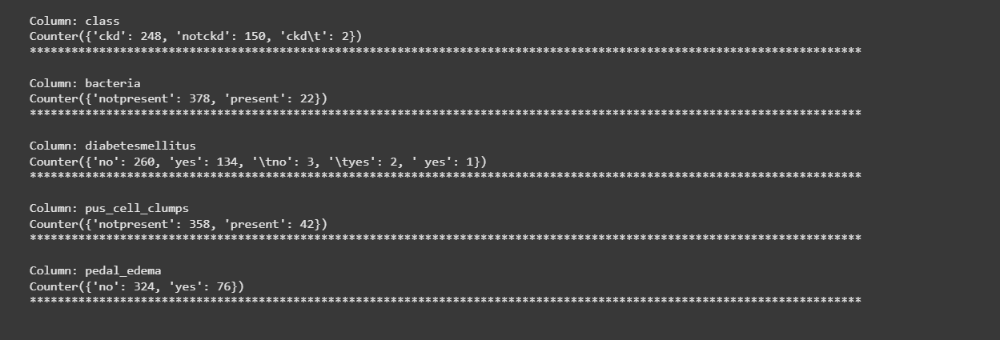 Column: class
Counter({'ckd': 248, 'notckd': 150, 'ckd\t': 2})
************************************************************************************************************************
Column: bacteria
Counter({'notpresent': 378, 'present': 22})
************************************************************************************************************************
Column: diabetesmellitus
Counter({'no': 260, 'yes': 134, '\tno': 3, '\tyes': 2, ' yes': 1})
************************************************************************************************************************
Column: pus_cell_clumps
Counter({'notpresent': 358, 'present': 42})
************************************************************************************************************************
Column: pedal_edema
Counter({'no': 324, 'yes': 76})
************************************************************************************************************************